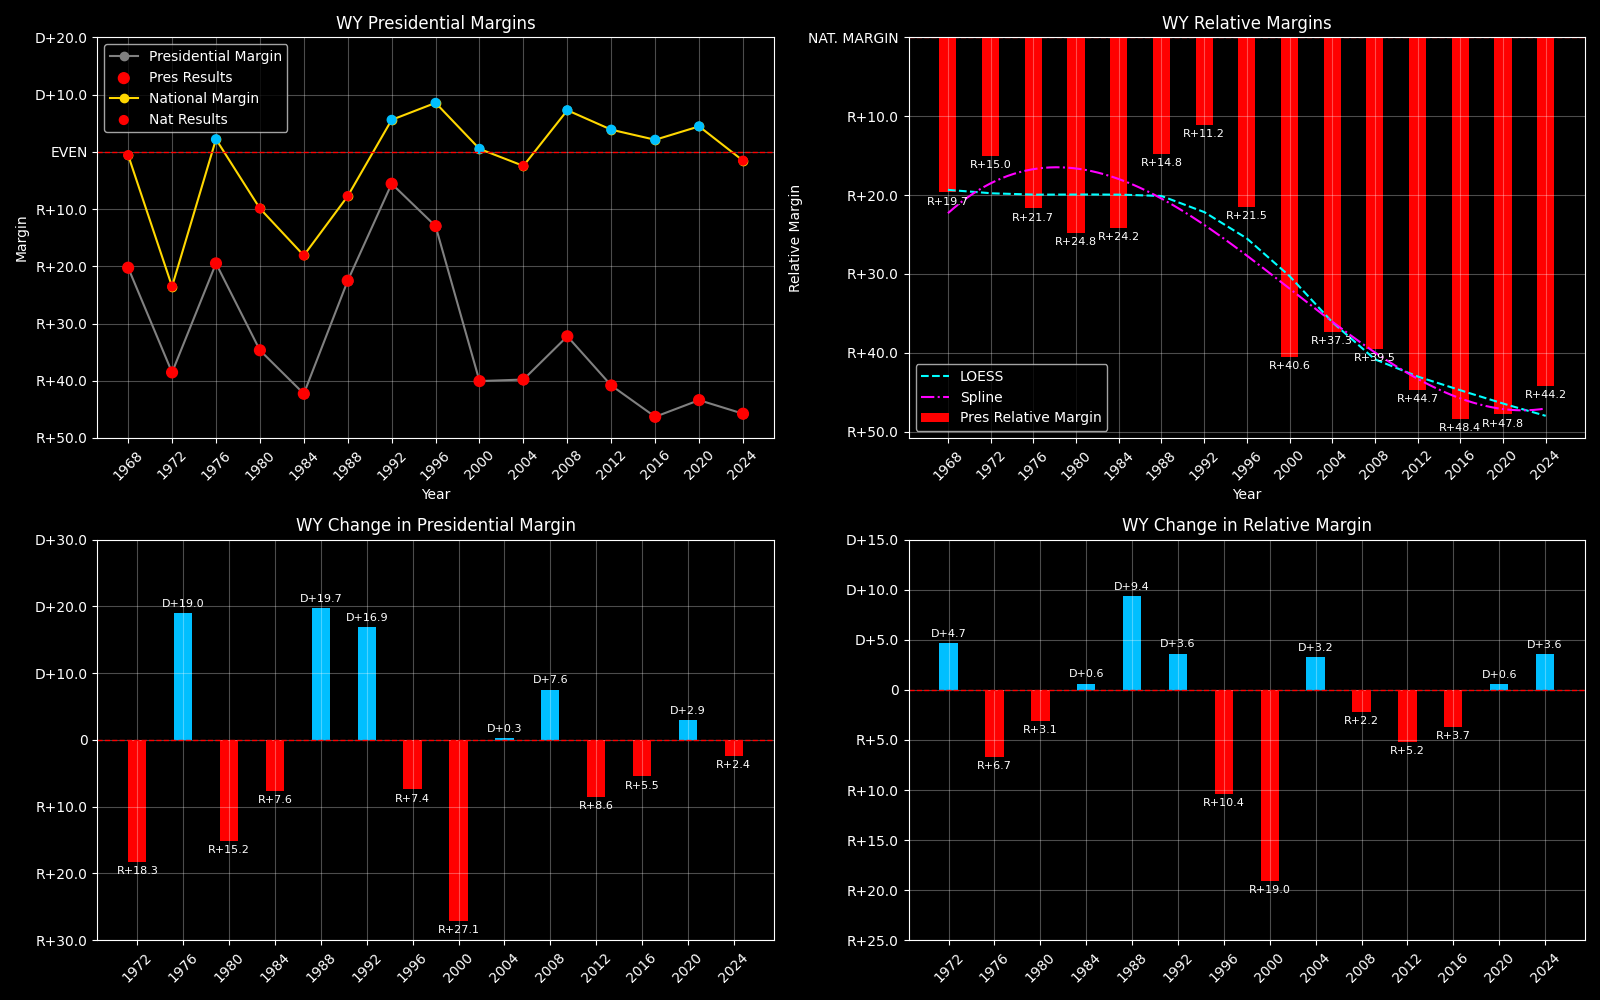 WY Presidential Margins
D+20.0
D+10.0
EVEN
R+10.0
R+20.0
R+30.0
R+40.0
R+50.0
Margin
Presidential Margin
Pres Results
National Margin
Nat Results
1968 1972 1976 1980 1984 1988 1992 1996 2000 2004 2008 2012 2016 2020 2024
Year
WY Relative Margins
NAT. MARGIN
R+10.0
R+20.0
R+30.0
R+40.0
R+50.0
Relative Margin
R+19.7
R+15.0
R+21.7
R+24.8
R+24.2
R+14.8
R+11.2
R+21.5
R+40.6
R+37.3
R+39.5
R+44.7
R+48.4
R+47.8
R+44.2
LOESS
Spline
Pres Relative Margin
1968 1972 1976 1980 1984 1988 1992 1996 2000 2004 2008 2012 2016 2020 2024
Year
WY Change in Presidential Margin
D+30.0
D+20.0
D+10.0
0
R+10.0
R+20.0
R+30.0
R+18.3
D+19.0
R+15.2
R+7.6
D+19.7
D+16.9
R+7.4
R+27.1
D+0.3
D+7.6
R+8.6
R+5.5
D+2.9
R+2.4
1972 1976 1980 1984 1988 1992 1996 2000 2004 2008 2012 2016 2020 2024
WY Change in Relative Margin
D+15.0
D+10.0
D+5.0
0
R+5.0
R+10.0
R+15.0
R+20.0
R+25.0
D+4.7
R+6.7
R+3.1
D+0.6
D+9.4
D+3.6
R+10.4
R+19.0
D+3.2
R+2.2
R+5.2
R+3.7
D+0.6
D+3.6
1972 1976 1980 1984 1988 1992 1996 2000 2004 2008 2012 2016 2020 2024